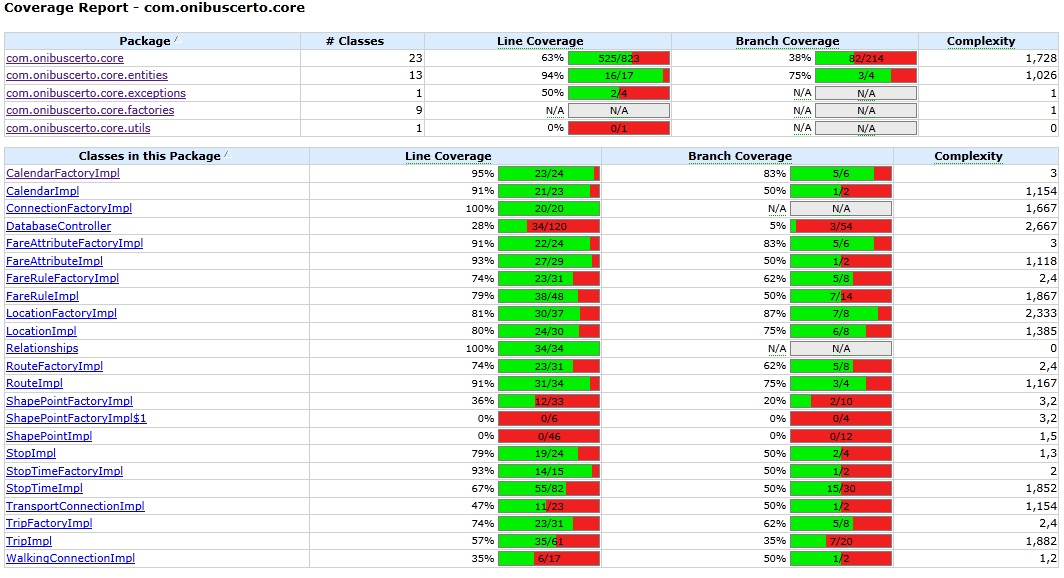 Coverage Report - com.onibuscerto.core
Package / # Classes Line Coverage Branch Coverage Complexity
com.onibuscerto.core 23 63% 525/823 38% 82/214 1,728
com.onibuscerto.core.entities 13 94% 16/17 75% 3/4 1,026
com.onibuscerto.core.exceptions 1 50% 2/4 N/A N/A 1
com.onibuscerto.core.factories 9 N/A N/A N/A N/A 1
com.onibuscerto.core.utils 1 0% 0/1 N/A N/A 0
Classes in this Package / Line Coverage Branch Coverage Complexity
CalendarFactoryImpl 95% 23/24 83% 5/6 3
CalendarImpl 91% 21/23 50% 1/2 1,154
ConnectionFactoryImpl 100% 20/20 N/A N/A 1,667
DatabaseController 28% 34/120 5% 3/54 2,667
FareAttributeFactoryImpl 91% 22/24 83% 5/6 3
FareAttributeImpl 93% 27/29 50% 1/2 1,118
FareRuleFactoryImpl 74% 23/31 62% 5/8 2,4
FareRuleImpl 79% 38/48 50% 7/14 1,867
LocationFactoryImpl 81% 30/37 87% 7/8 2,333
LocationImpl 80% 24/30 75% 6/8 1,385
Relationships 100% 34/34 N/A N/A 0
RouteFactoryImpl 74% 23/31 62% 5/8 2,4
RouteImpl 91% 31/34 75% 3/4 1,167
ShapePointFactoryImpl 36% 12/33 20% 2/10 3,2
ShapePointFactoryImpl$1 0% 0/6 0% 0/4 3,2
ShapePointImpl 0% 0/46 0% 0/12 1,5
StopImpl 79% 19/24 50% 2/4 1,3
StopTimeFactoryImpl 93% 14/15 50% 1/2 2
StopTimeImpl 67% 55/82 50% 15/30 1,852
TransportConnectionImpl 47% 11/23 50% 1/2 1,154
TripFactoryImpl 74% 23/31 62% 5/8 2,4
TripImpl 57% 35/61 35% 7/20 1,882
WalkingConnectionImpl 35% 6/17 50% 1/2 1,2